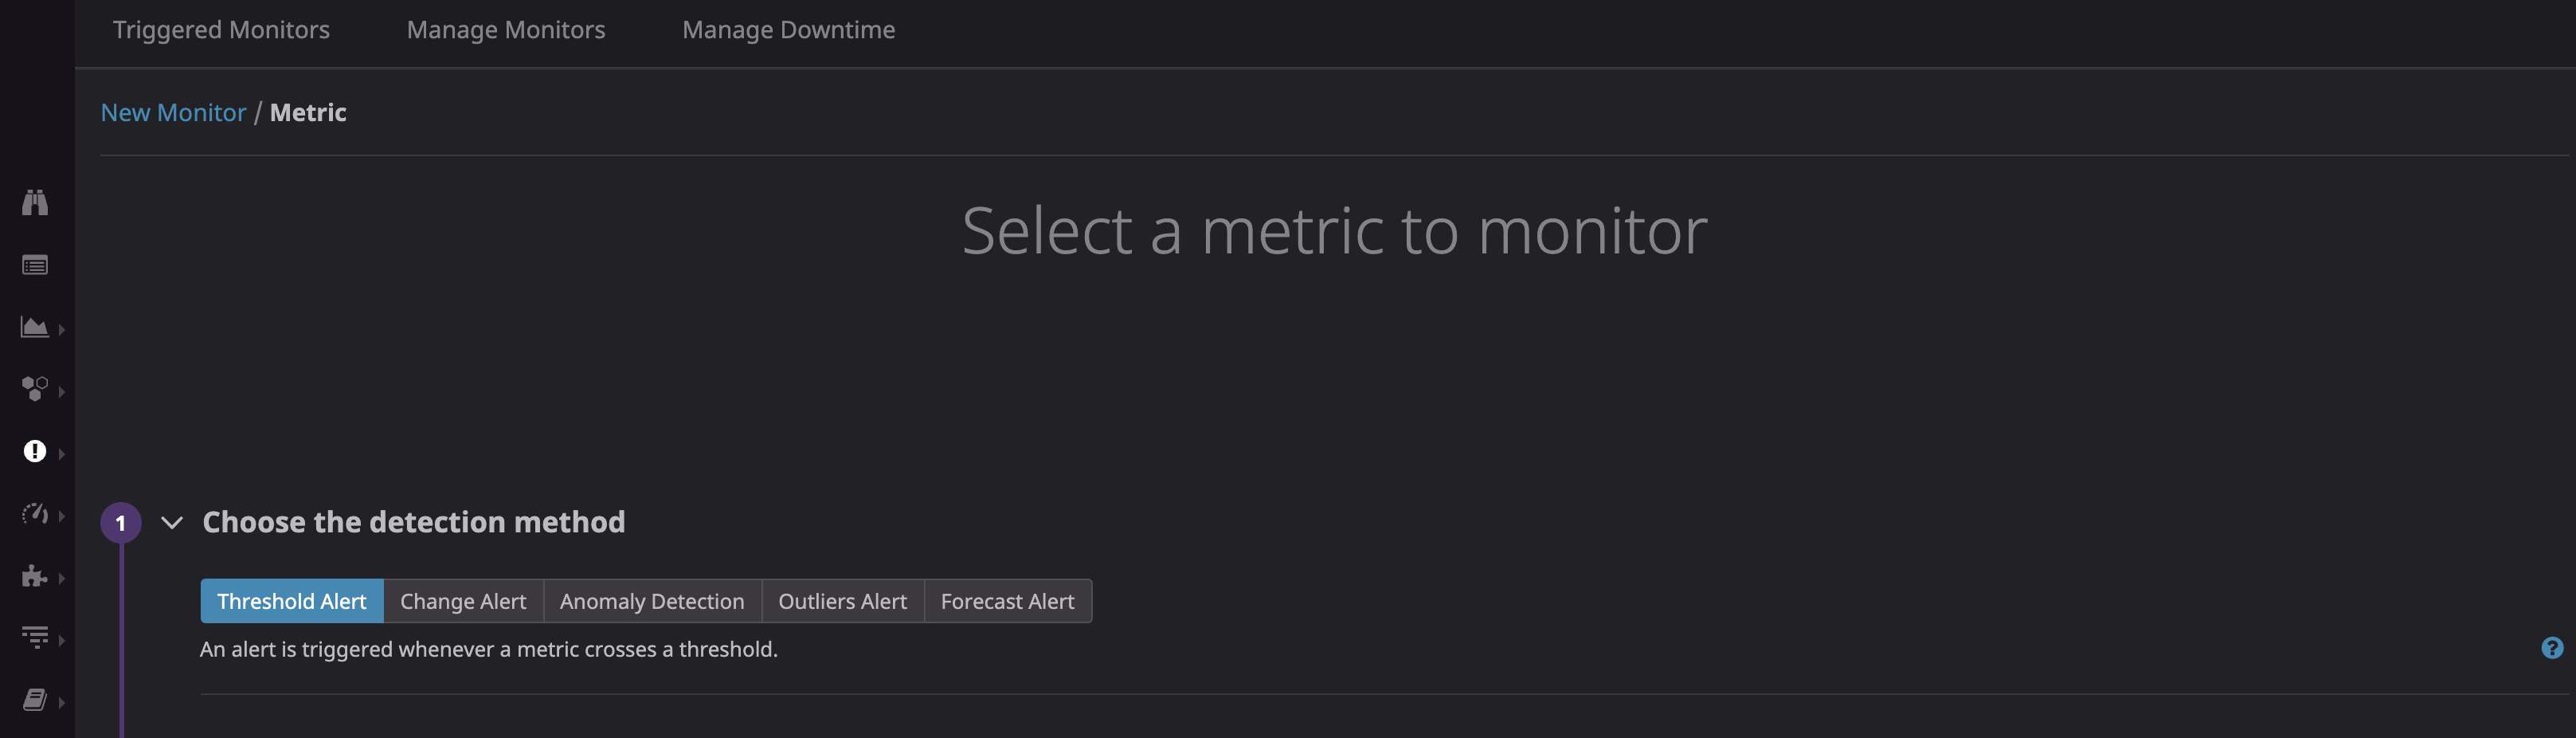 Triggered Monitors Manage Monitors Manage Downtime
New Monitor / Metric
Select a metric to monitor
1 Choose the detection method
Threshold Alert Change Alert Anomaly Detection Outliers Alert Forecast Alert
An alert is triggered whenever a metric crosses a threshold.